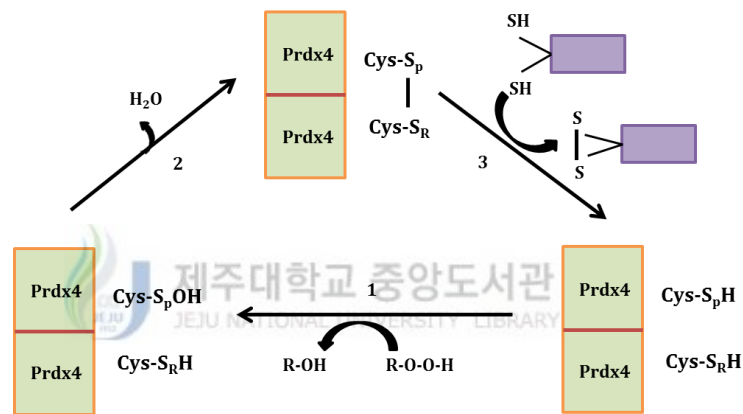 SH
Prdx4
Cys-Sp
H₂O
SH
S
Prdx4
Cys-SR
2
3
S
제주대학교 중앙도서관
JEJU NATIONAL UNIVERSITY LIBRARY
1
Prdx4
Cys-SpOH
Prdx4
Cys-SpH
JEJU
1952
Prdx4
Cys-SRH
R-OH
R-O-O-H
Prdx4
Cys-SRH